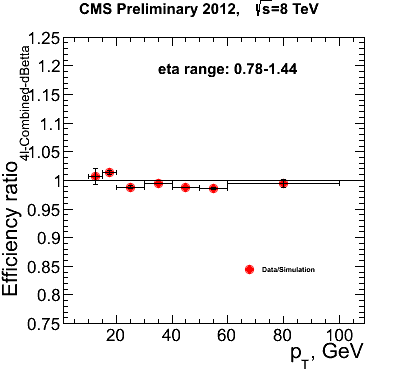 CMS Preliminary 2012, √s=8 TeV
eta range: 0.78-1.44
Efficiency ratio 4l-Combined-dBetta
1.25
1.2
1.15
1.1
1.05
1
0.95
0.9
0.85
0.8
0.75
Data/Simulation
20 40 60 80 100
p_T, GeV